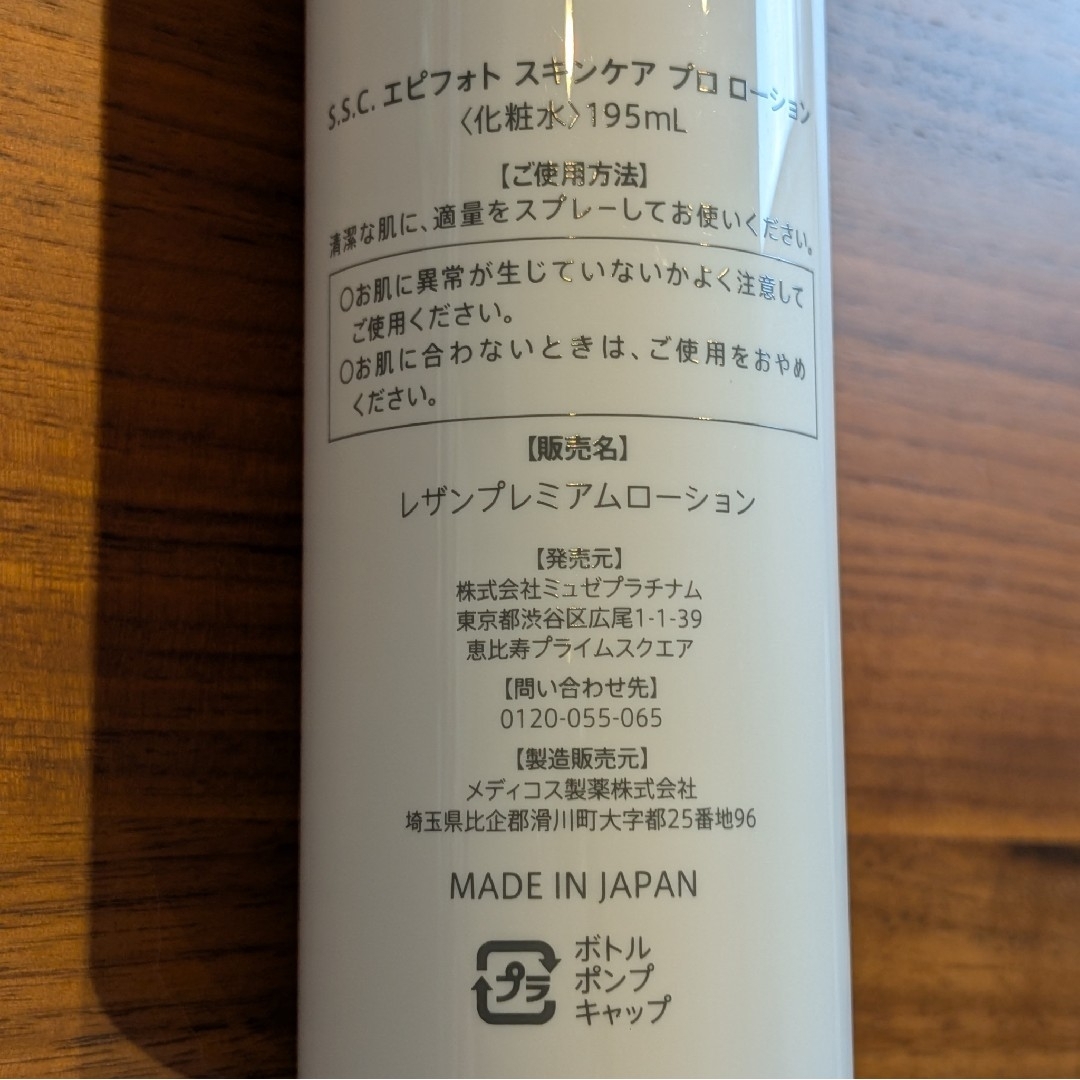 S.S.C. エピフォト スキンケア プロ ローション
〈化粧水〉195mL
【ご使用方法】
清潔な肌に、適量をスプレーしてお使いください。
○お肌に異常が生じていないかよく注意して
ご使用ください。
○お肌に合わないときは、ご使用をおやめ
ください。
【販売名】
レザンプレミアムローション
【発売元】
株式会社ミュゼプラチナム
東京都渋谷区広尾1-1-39
恵比寿プライムスクエア
【問い合わせ先】
0120-055-065
【製造販売元】
メディコス製薬株式会社
埼玉県比企郡滑川町大字都25番地96
MADE IN JAPAN
プラ
ボトル
ポンプ
キャップ